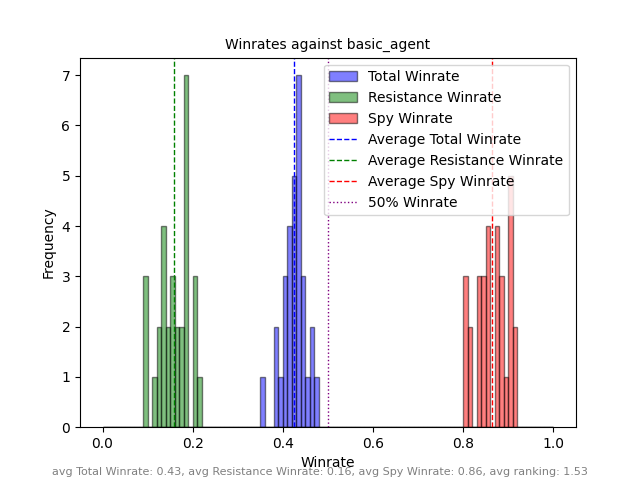 Winrates against basic_agent
Total Winrate
Resistance Winrate
Spy Winrate
Average Total Winrate
Average Resistance Winrate
Average Spy Winrate
50% Winrate
Frequency
7
6
5
4
3
2
1
0
0.0 0.2 0.4 0.6 0.8 1.0
Winrate
avg Total Winrate: 0.43, avg Resistance Winrate: 0.16, avg Spy Winrate: 0.86, avg ranking: 1.53